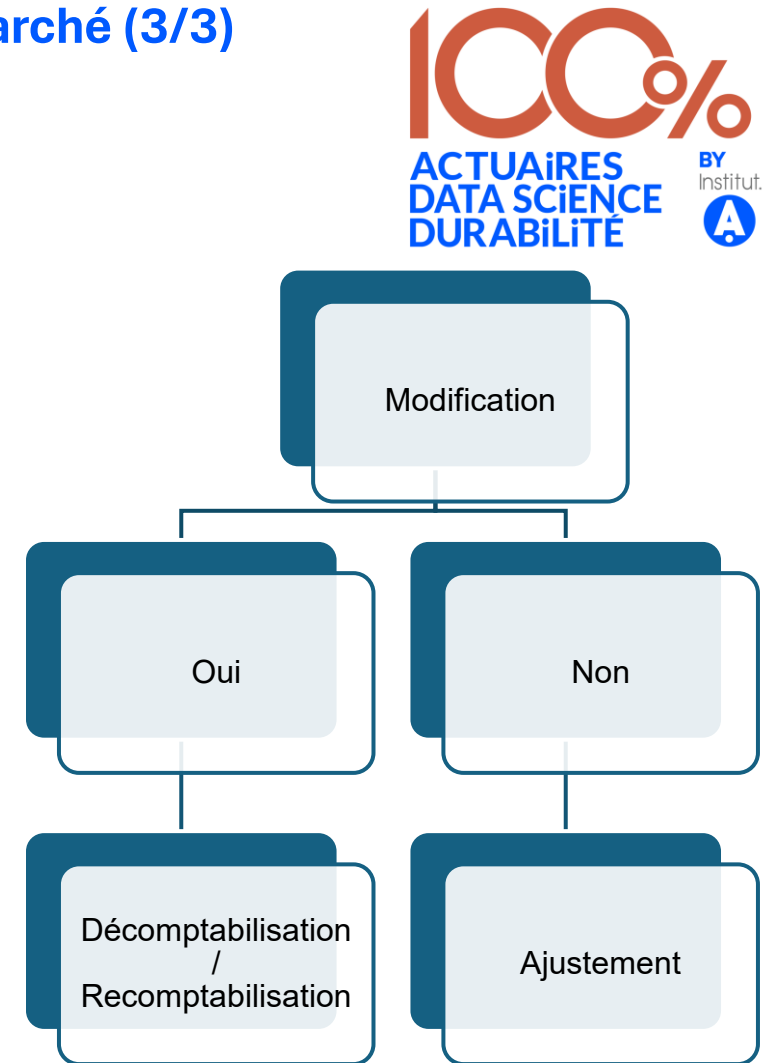 arché (3/3)
100%
ACTUAiRES
DATA SCiENCE
DURABiLiTÉ
BY
Institut.
A
Modification
Oui
Non
Décomptabilisation
/
Recomptabilisation
Ajustement